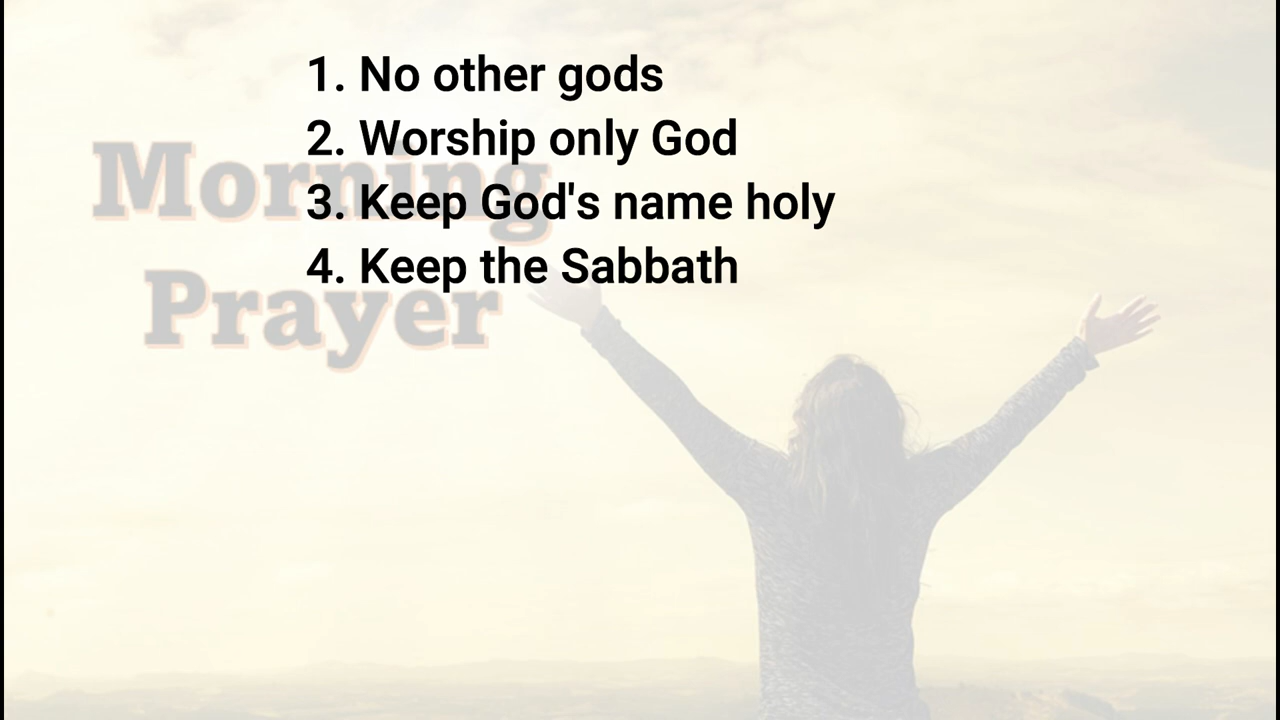 1. No other gods
2. Worship only God
3. Keep God's name holy
4. Keep the Sabbath
Morning
Prayer